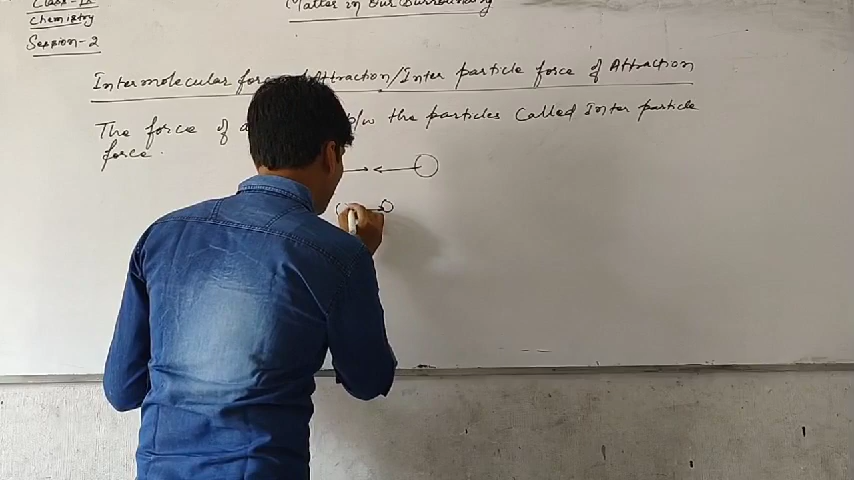 Class-IX
Chemistry
Session-2
Matter in Our Surrounding
Intermolecular force Attraction/Inter particle force of Attraction
The force of b/w the particles Called Inter particle
force.